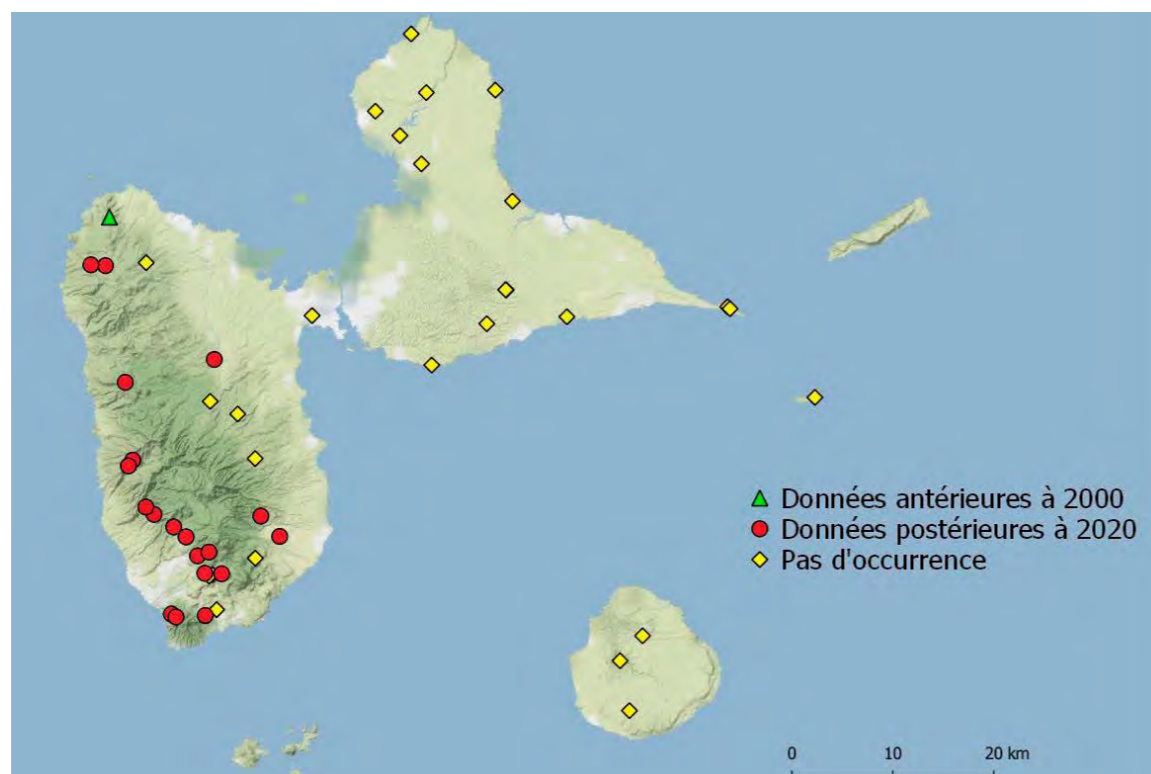 Données antérieures à 2000
Données postérieures à 2020
Pas d'occurrence
0 10 20 km